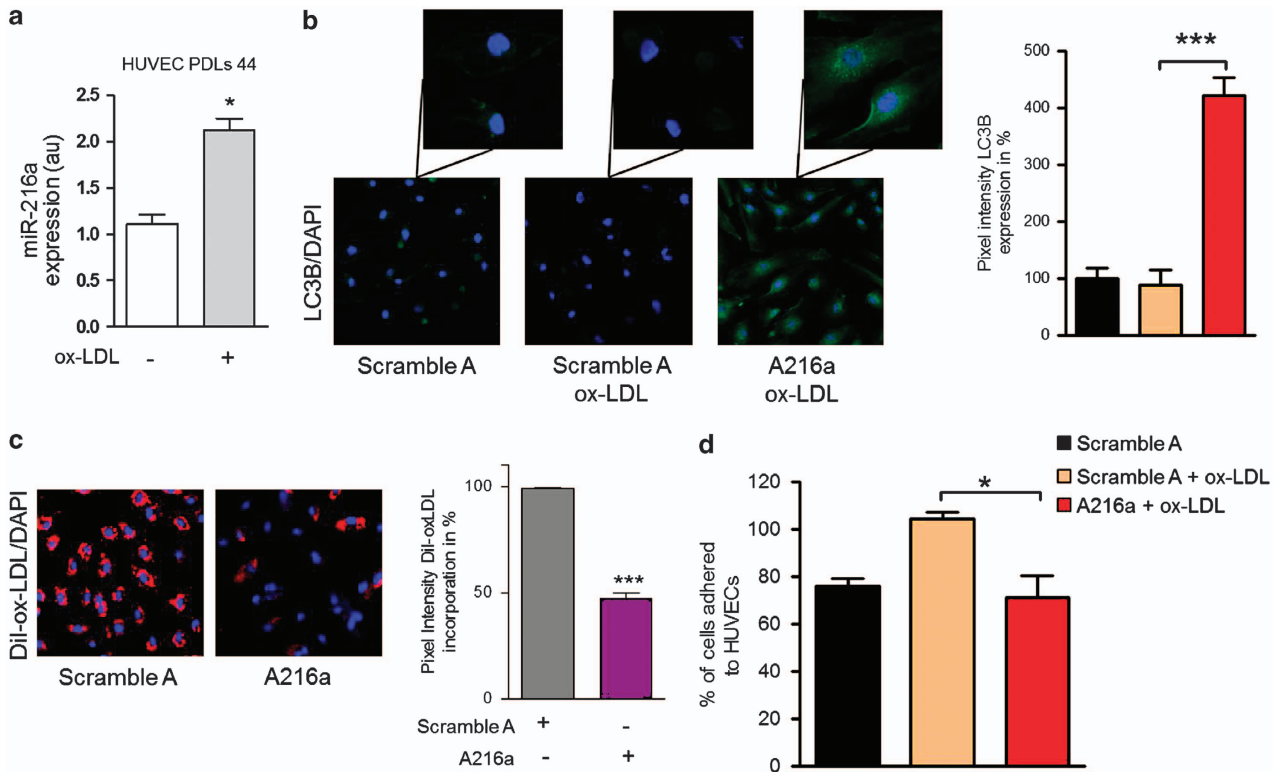 a
HUVEC PDLs 44
miR-216a
expression (au)
2.5
2.0
1.5
1.0
0.5
0.0
*
ox-LDL - +
b
LC3B/DAPI
Scramble A
Scramble A
ox-LDL
A216a
ox-LDL
Pixel intensity LC3B
expression in %
500
400
300
200
100
0
***
c
Dil-ox-LDL/DAPI
Scramble A
A216a
Pixel Intensity Dil-oxLDL
incorporation in %
100
50
0
***
Scramble A + -
A216a - +
d
% of cells adhered
to HUVECs
120
100
80
60
40
20
0
*
Scramble A
Scramble A + ox-LDL
A216a + ox-LDL